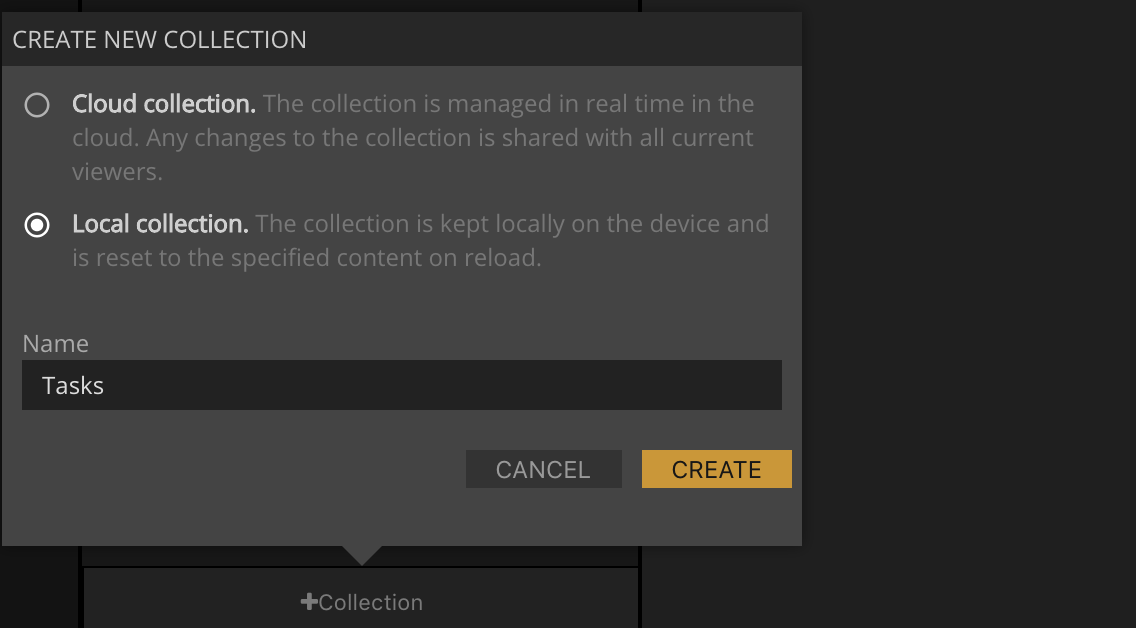 CREATE NEW COLLECTION
Cloud collection. The collection is managed in real time in the
cloud. Any changes to the collection is shared with all current
viewers.
Local collection. The collection is kept locally on the device and
is reset to the specified content on reload.
Name
Tasks
CANCEL CREATE
+Collection